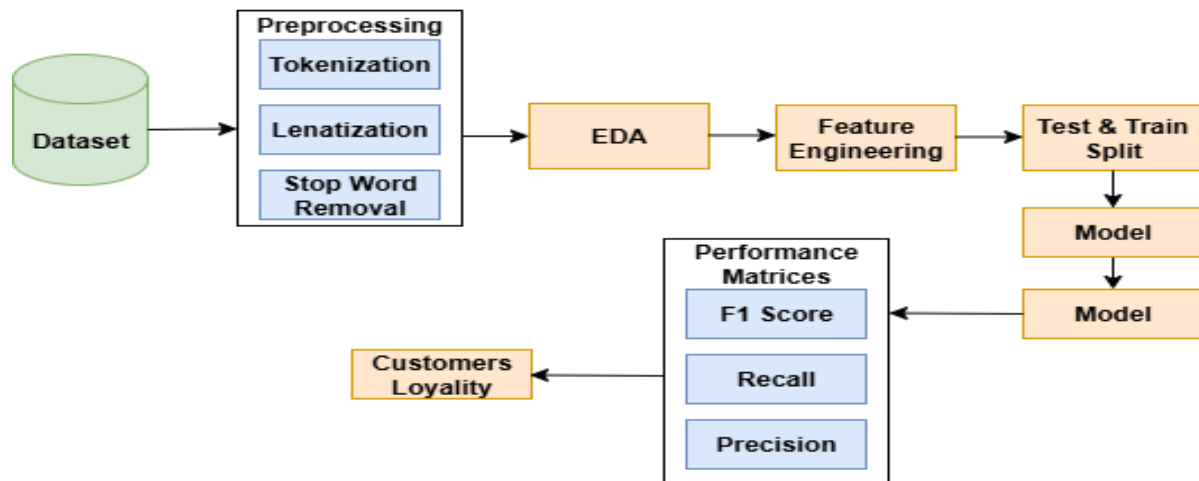 Preprocessing
Tokenization
Lenatization
Stop Word
Removal
Dataset
EDA
Feature
Engineering
Test & Train
Split
Model
Model
Performance
Matrices
F1 Score
Recall
Precision
Customers
Loyality